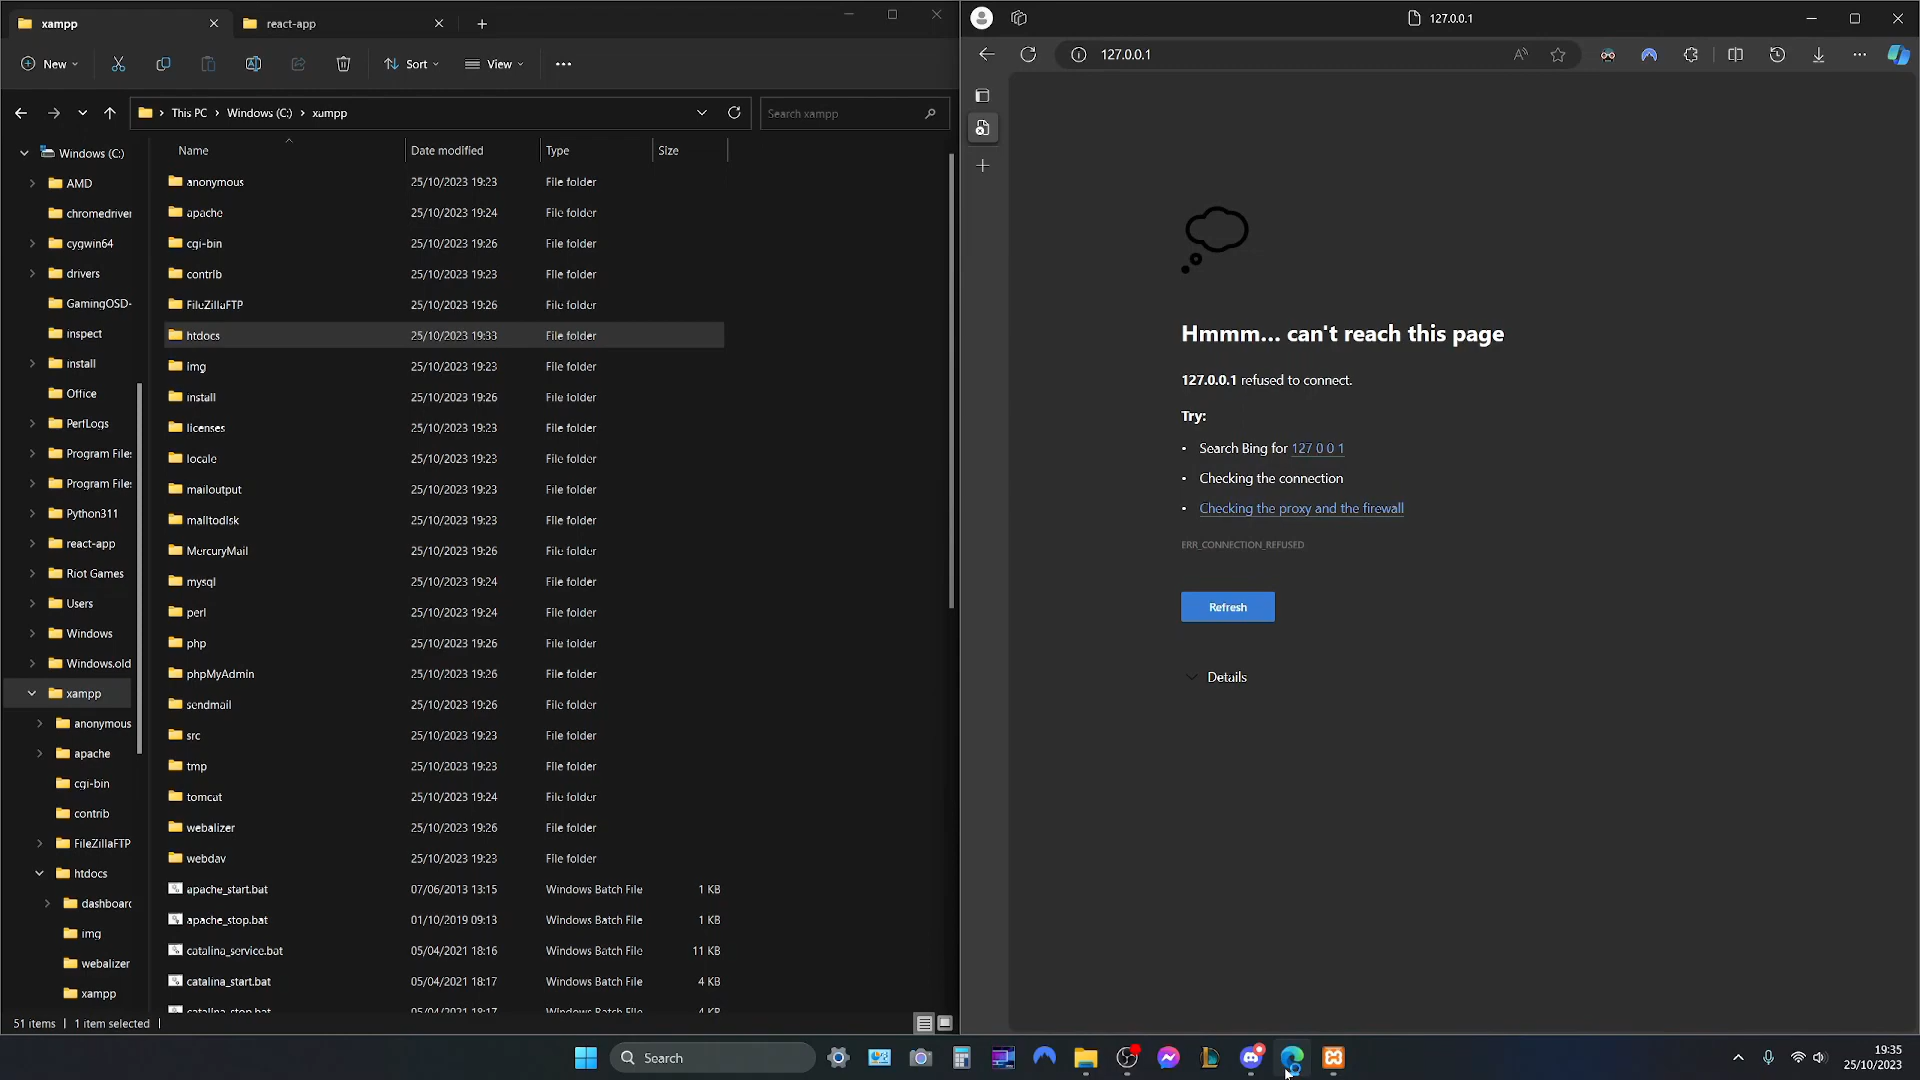 xampp
react-app
127.0.0.1
New
Sort
View
127.0.0.1
This PC
Windows (C:)
xampp
Search xampp
Name
Date modified
Type
Size
Windows (C:)
AMD
chromedriver
cygwin64
drivers
GamingOSD-
inspect
install
Office
PerfLogs
Program Files
Program Files
Python311
react-app
Riot Games
Users
Windows
Windows.old
xampp
anonymous
apache
cgi-bin
contrib
FileZillaFTP
htdocs
dashboard
img
webalizer
xampp
anonymous 25/10/2023 19:23 File folder
apache 25/10/2023 19:24 File folder
cgi-bin 25/10/2023 19:26 File folder
contrib 25/10/2023 19:23 File folder
FileZillaFTP 25/10/2023 19:26 File folder
htdocs 25/10/2023 19:33 File folder
img 25/10/2023 19:23 File folder
install 25/10/2023 19:26 File folder
licenses 25/10/2023 19:23 File folder
locale 25/10/2023 19:23 File folder
mailoutput 25/10/2023 19:23 File folder
mailtodisk 25/10/2023 19:23 File folder
MercuryMail 25/10/2023 19:26 File folder
mysql 25/10/2023 19:24 File folder
perl 25/10/2023 19:24 File folder
php 25/10/2023 19:26 File folder
phpMyAdmin 25/10/2023 19:26 File folder
sendmail 25/10/2023 19:26 File folder
src 25/10/2023 19:23 File folder
tmp 25/10/2023 19:23 File folder
tomcat 25/10/2023 19:24 File folder
webalizer 25/10/2023 19:26 File folder
webdav 25/10/2023 19:23 File folder
apache_start.bat 07/06/2013 13:15 Windows Batch File 1 KB
apache_stop.bat 01/10/2019 09:13 Windows Batch File 1 KB
catalina_service.bat 05/04/2021 18:16 Windows Batch File 11 KB
catalina_start.bat 05/04/2021 18:17 Windows Batch File 4 KB
catalina_stop.bat 05/04/2021 18:17 Windows Batch File 4 KB
51 items
1 item selected
Hmmm... can't reach this page
127.0.0.1 refused to connect.
Try:
• Search Bing for 127 0 0 1
• Checking the connection
• Checking the proxy and the firewall
ERR_CONNECTION_REFUSED
Refresh
Details
Search
19:35
25/10/2023